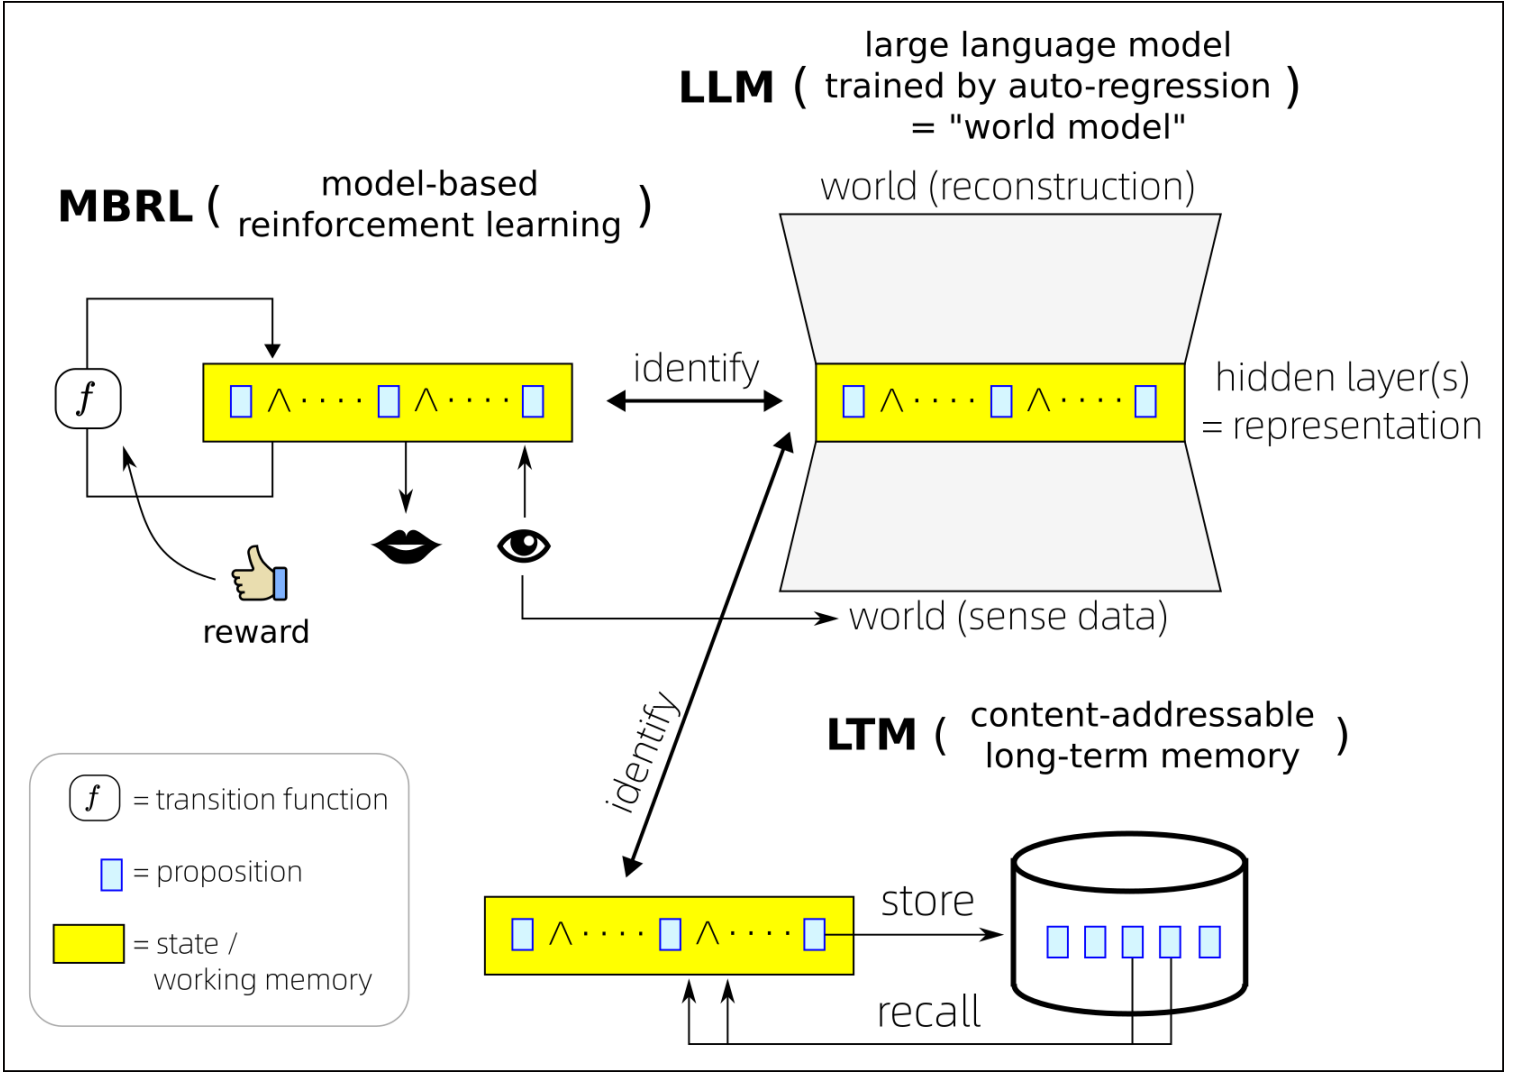 large language model
LLM ( trained by auto-regression )
= "world model"
world (reconstruction)
MBRL ( model-based
reinforcement learning )
f
∧ · · · · ∧ · · · ·
identify
∧ · · · · ∧ · · · ·
hidden layer(s)
= representation
reward
world (sense data)
identify
LTM ( content-addressable
long-term memory )
f = transition function
= proposition
= state /
working memory
∧ · · · · ∧ · · · ·
store
recall